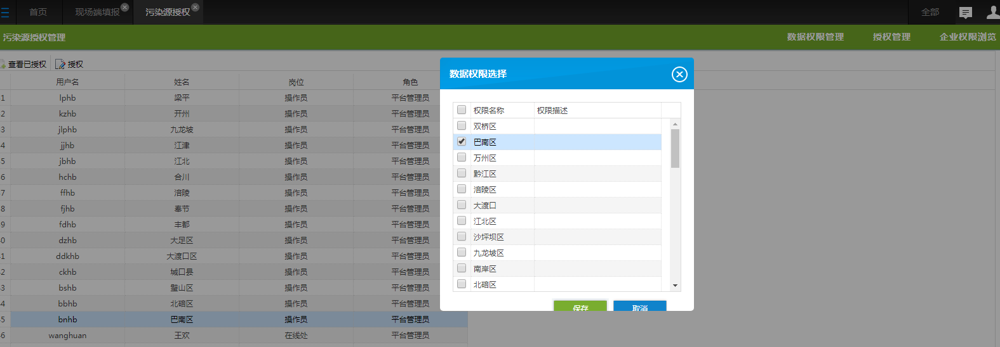 首页 现场端填报 污染源授权 全部
污染源授权管理 数据权限管理 授权管理 企业权限浏览
查看已授权 授权
用户名 姓名 岗位 角色
1 lphb 梁平 操作员 平台管理员
2 kzhb 开州 操作员 平台管理员
3 jlphb 九龙坡 操作员 平台管理员
4 jjhb 江津 操作员 平台管理员
5 jbhb 江北 操作员 平台管理员
6 hchb 合川 操作员 平台管理员
7 ffhb 涪陵 操作员 平台管理员
8 fjhb 奉节 操作员 平台管理员
9 fdhb 丰都 操作员 平台管理员
0 dzhb 大足区 操作员 平台管理员
1 ddkhb 大渡口区 操作员 平台管理员
2 ckhb 城口县 操作员 平台管理员
3 bshb 璧山区 操作员 平台管理员
4 bbhb 北碚区 操作员 平台管理员
5 bnhb 巴南区 操作员 平台管理员
6 wanghuan 王欢 在线处 平台管理员
数据权限选择
权限名称 权限描述
双桥区
巴南区
万州区
黔江区
涪陵区
大渡口
江北区
沙坪坝区
九龙坡区
南岸区
北碚区
保存 取消